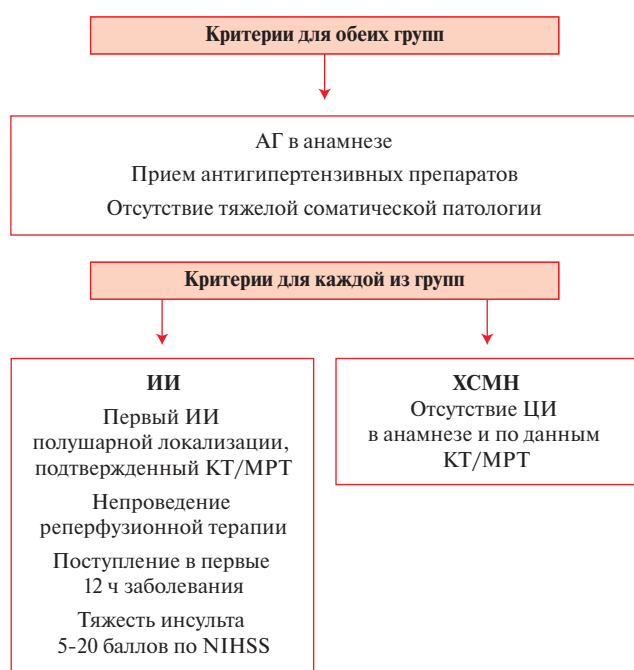 Критерии для обеих групп
АГ в анамнезе
Прием антигипертензивных препаратов
Отсутствие тяжелой соматической патологии
Критерии для каждой из групп
ИИ
Первый ИИ
полушарной локализации,
подтвержденный КТ/МРТ
Непроведение
реперфузионной терапии
Поступление в первые
12 ч заболевания
Тяжесть инсульта
5-20 баллов по NIHSS
ХСМН
Отсутствие ЦИ
в анамнезе и по данным
КТ/МРТ